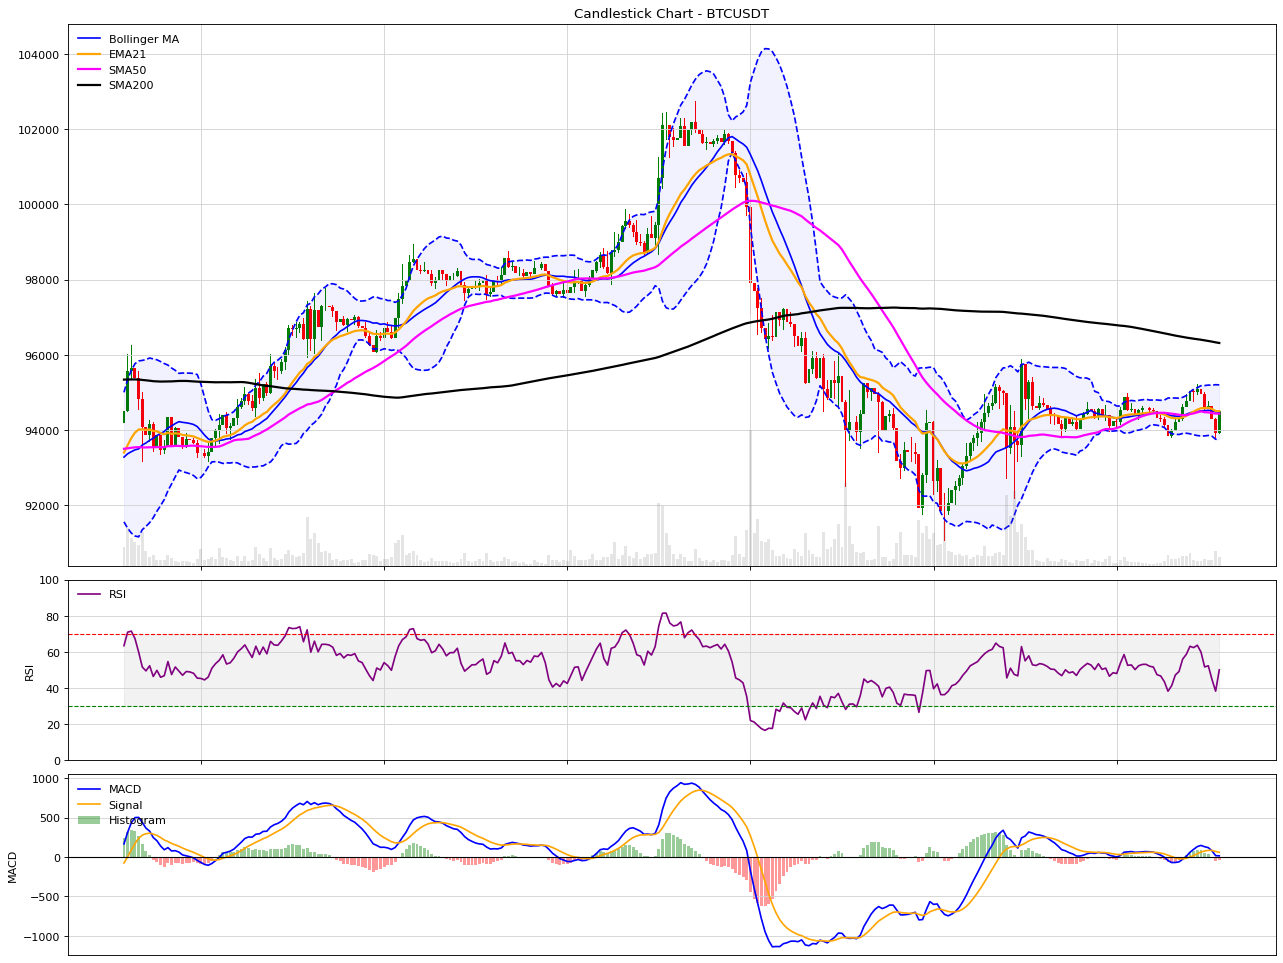 Candlestick Chart - BTCUSDT
Bollinger MA
EMA21
SMA50
SMA200
104000
102000
100000
98000
96000
94000
92000
RSI
100
80
60
40
20
0
RSI
MACD
Signal
Histogram
1000
500
0
−500
−1000
MACD